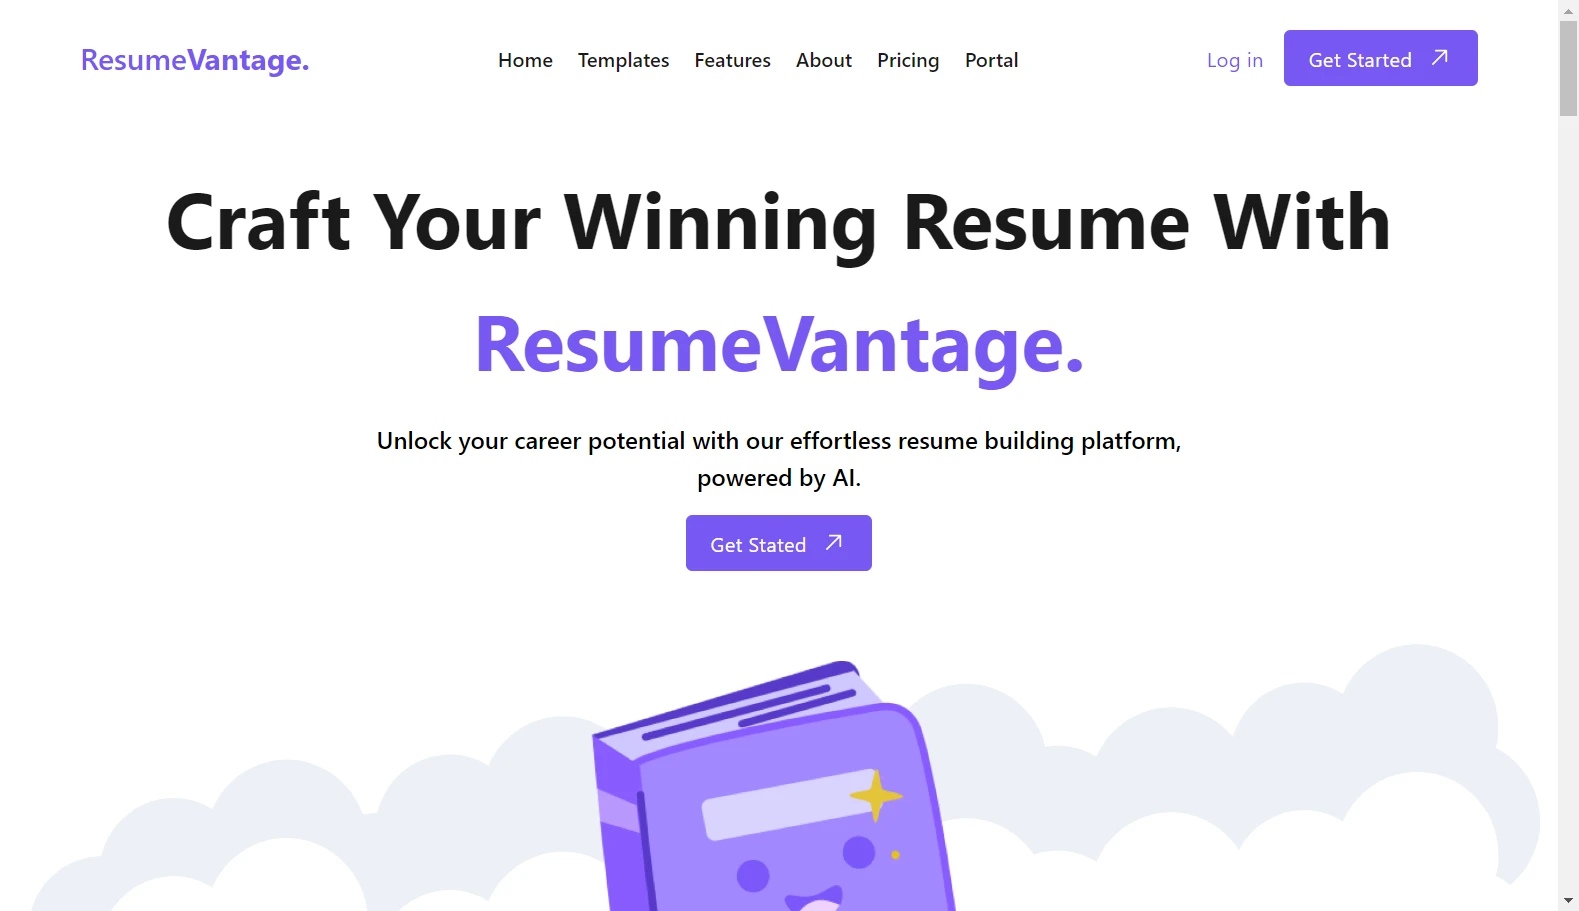 ResumeVantage.
Home Templates Features About Pricing Portal
Log in
Get Started
Craft Your Winning Resume With
ResumeVantage.
Unlock your career potential with our effortless resume building platform,
powered by AI.
Get Stated